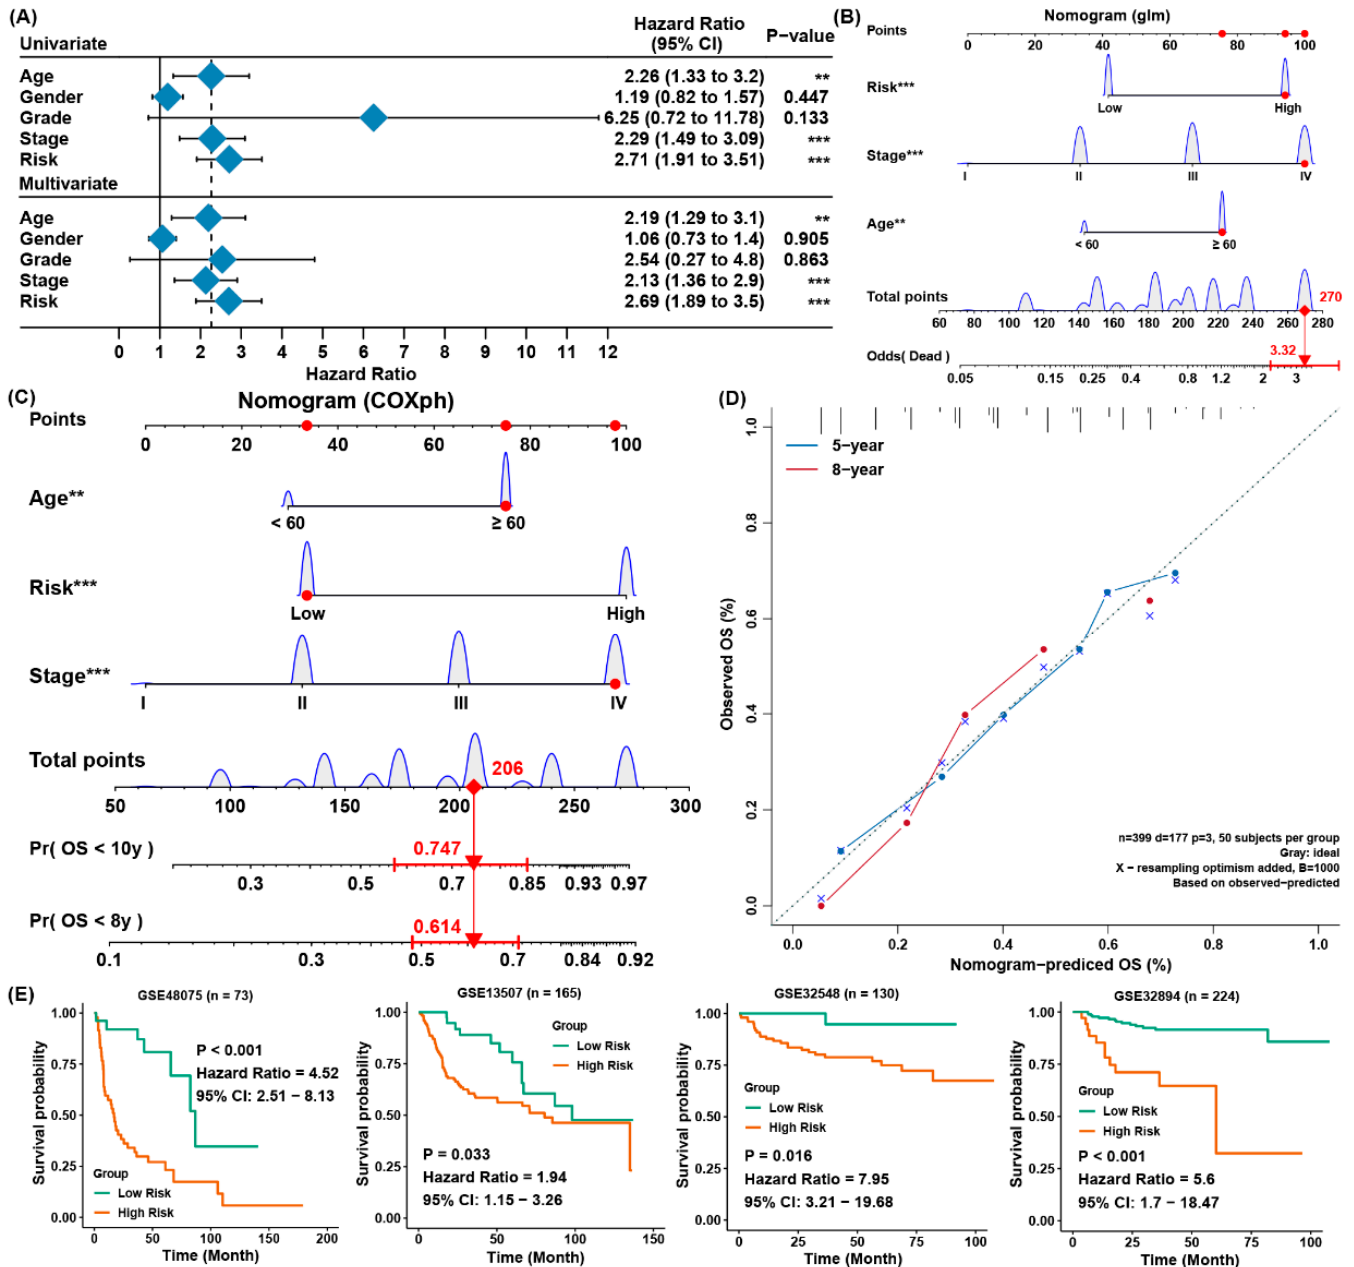 (A)
Hazard Ratio
(95% CI)
P−value
Univariate
Age 2.26 (1.33 to 3.2) **
Gender 1.19 (0.82 to 1.57) 0.447
Grade 6.25 (0.72 to 11.78) 0.133
Stage 2.29 (1.49 to 3.09) ***
Risk 2.71 (1.91 to 3.51) ***
Multivariate
Age 2.19 (1.29 to 3.1) **
Gender 1.06 (0.73 to 1.4) 0.905
Grade 2.54 (0.27 to 4.8) 0.863
Stage 2.13 (1.36 to 2.9) ***
Risk 2.69 (1.89 to 3.5) ***
0 1 2 3 4 5 6 7 8 9 10 11 12
Hazard Ratio
(B)
Nomogram (glm)
Points
0 20 40 60 80 100
Risk***
Low High
Stage***
I II III IV
Age**
< 60 ≥ 60
Total points
270
60 80 100 120 140 160 180 200 220 240 260 280
Odds( Dead )
3.32
0.05 0.15 0.25 0.4 0.8 1.2 2 3
(C)
Nomogram (COXph)
Points
0 20 40 60 80 100
Age**
< 60 ≥ 60
Risk***
Low High
Stage***
I II III IV
Total points
206
50 100 150 200 250 300
Pr( OS < 10y )
0.747
0.3 0.5 0.7 0.85 0.93 0.97
Pr( OS < 8y )
0.614
0.1 0.3 0.5 0.7 0.84 0.92
(D)
5−year
8−year
Observed OS (%)
1.0
0.8
0.6
0.4
0.2
0.0
n=399 d=177 p=3, 50 subjects per group
Gray: ideal
X − resampling optimism added, B=1000
Based on observed−predicted
0.0 0.2 0.4 0.6 0.8 1.0
Nomogram−prediced OS (%)
(E)
GSE48075 (n = 73)
Survival probability
1.00
0.75
0.50
0.25
0.00
P < 0.001
Hazard Ratio = 4.52
95% CI: 2.51 − 8.13
Group
Low Risk
High Risk
0 50 100 150 200
Time (Month)
GSE13507 (n = 165)
Survival probability
1.00
0.75
0.50
0.25
0.00
Group
Low Risk
High Risk
P = 0.033
Hazard Ratio = 1.94
95% CI: 1.15 − 3.26
0 50 100 150
Time (Month)
GSE32548 (n = 130)
Survival probability
1.00
0.75
0.50
0.25
0.00
Group
Low Risk
High Risk
P = 0.016
Hazard Ratio = 7.95
95% CI: 3.21 − 19.68
0 25 50 75 100
Time (Month)
GSE32894 (n = 224)
Survival probability
1.00
0.75
0.50
0.25
0.00
Group
Low Risk
High Risk
P < 0.001
Hazard Ratio = 5.6
95% CI: 1.7 − 18.47
0 25 50 75 100
Time (Month)